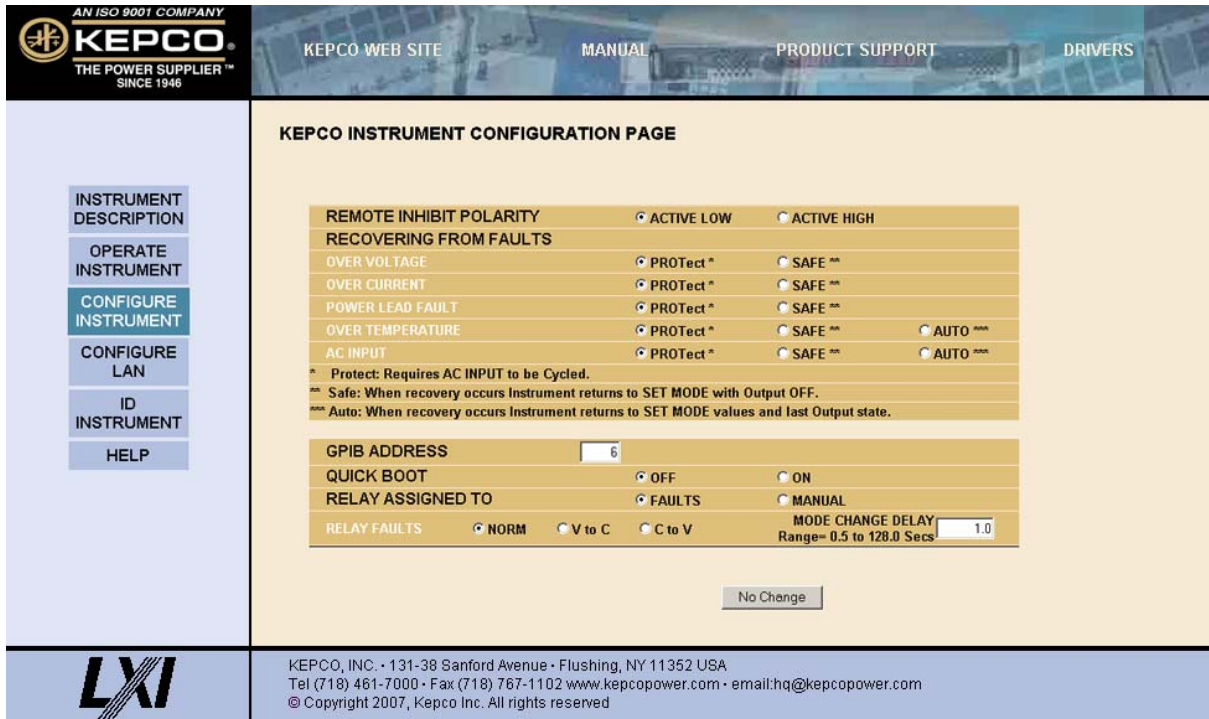 AN ISO 9001 COMPANY
KEPCO®
THE POWER SUPPLIER™
SINCE 1946
KEPCO WEB SITE MANUAL PRODUCT SUPPORT DRIVERS
INSTRUMENT
DESCRIPTION
OPERATE
INSTRUMENT
CONFIGURE
INSTRUMENT
CONFIGURE
LAN
ID
INSTRUMENT
HELP
KEPCO INSTRUMENT CONFIGURATION PAGE
REMOTE INHIBIT POLARITY ACTIVE LOW ACTIVE HIGH
RECOVERING FROM FAULTS
OVER VOLTAGE PROTect * SAFE **
OVER CURRENT PROTect * SAFE **
POWER LEAD FAULT PROTect * SAFE **
OVER TEMPERATURE PROTect * SAFE ** AUTO ***
AC INPUT PROTect * SAFE ** AUTO ***
* Protect: Requires AC INPUT to be Cycled.
** Safe: When recovery occurs Instrument returns to SET MODE with Output OFF.
*** Auto: When recovery occurs Instrument returns to SET MODE values and last Output state.
GPIB ADDRESS 6
QUICK BOOT OFF ON
RELAY ASSIGNED TO FAULTS MANUAL
RELAY FAULTS NORM V to C C to V MODE CHANGE DELAY 1.0
Range= 0.5 to 128.0 Secs
No Change
LXI
KEPCO, INC. • 131-38 Sanford Avenue • Flushing, NY 11352 USA
Tel (718) 461-7000 • Fax (718) 767-1102 www.kepcopower.com • email:hq@kepcopower.com
© Copyright 2007, Kepco Inc. All rights reserved